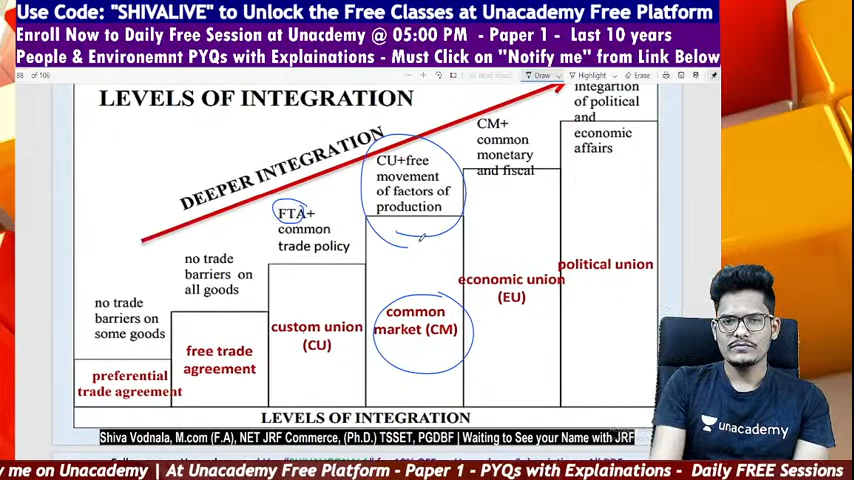 Use Code: "SHIVALIVE" to Unlock the Free Classes at Unacademy Free Platform
Enroll Now to Daily Free Session at Unacdemy @ 05:00 PM - Paper 1 - Last 10 years
People & Environemnt PYQs with Explainations - Must Click on "Notify me" from Link Below
88 of 106
Draw
Highlight
Erase
LEVELS OF INTEGRATION
DEEPER INTEGRATION
integartion
of political
and
economic
affairs
CM+
common
monetary
and fiscal
CU+free
movement
of factors of
production
FTA+
common
trade policy
no trade
barriers on
all goods
no trade
barriers on
some goods
political union
economic union
(EU)
common
market (CM)
custom union
(CU)
free trade
agreement
preferential
trade agreement
LEVELS OF INTEGRATION
unacademy
Shiva Vodnala, M.com (F.A), NET JRF Commerce, (Ph.D.) TSSET, PGDBF | Waiting to See your Name with JRF
w me on Unacademy | At Unacademy Free Platform - Paper 1 - PYQs with Explainations - Daily FREE Sessions